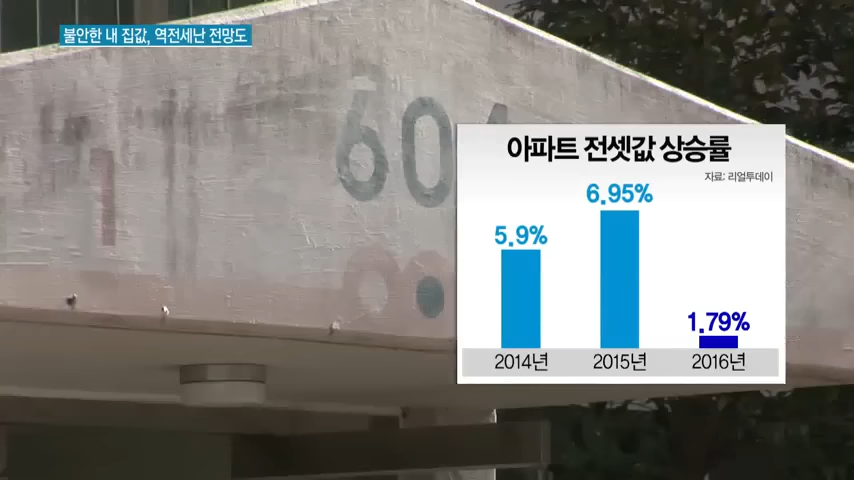 불안한 내 집값, 역전세난 전망도
604
1
아파트 전셋값 상승률
자료: 리얼투데이
5.9%
6.95%
1.79%
2014년
2015년
2016년